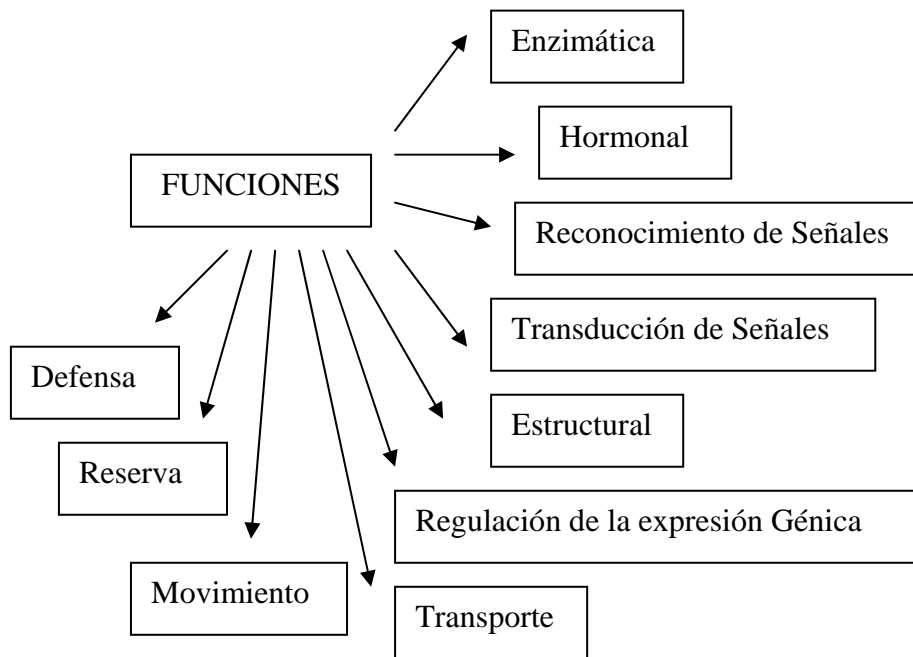 Enzimática
Hormonal
FUNCIONES
Reconocimiento de Señales
Transducción de Señales
Defensa
Estructural
Reserva
Regulación de la expresión Génica
Movimiento
Transporte